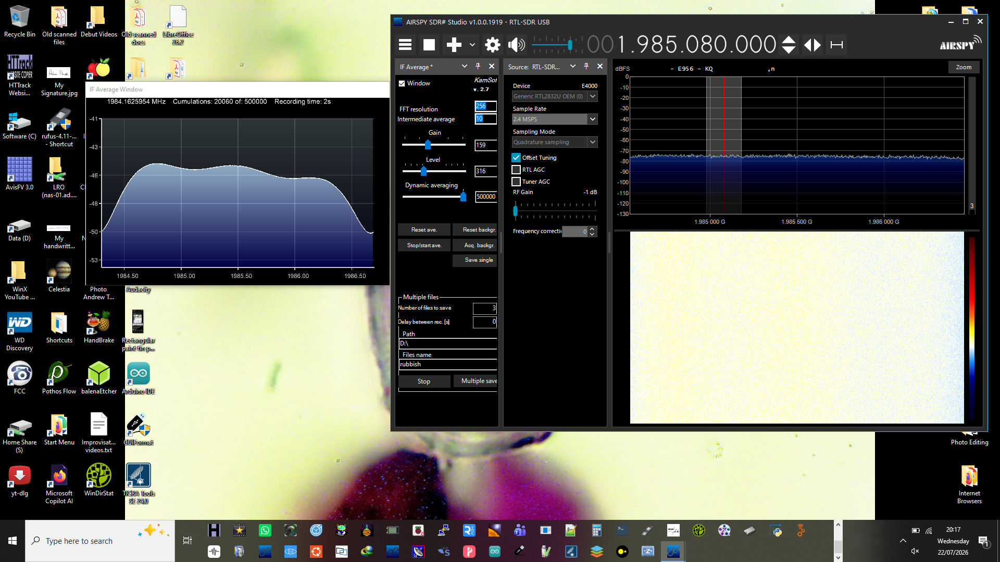 Recycle Bin
Old scanned
files
Debut Videos
Old scanned
docs
LibreOffice
26.2
HTTrack
WEBSITE COPIER
HTTrack
Websi...
My
Signature.jpg
Software (C)
rufus-4.11-...
- Shortcut
AvisFV 3.0
LRO
(nas-01.ad....
Data (D)
My
handwritt...
WinX
YouTube ...
Celestia
Photo
Andrew T...
Audacity
WD
WD
Discovery
Shortcuts
HandBrake
Rectangular
paint tin p...
FCC
Pothos Flow
balenaEtcher
Arduino IDE
Home Share
(S)
Start Menu
Improvisat...
videos.txt
GUIFormat
yt-dlg
Microsoft
Copilot AI
WinDirStat
TICRA Tools
SE 24.0
Photo Editing
Internet
Browsers
IF Average Window
1984.1625954 MHz Cumulations: 20060 of: 500000 Recording time: 2s
-41
-43
-46
-48
-50
-53
1984.50 1985.00 1985.50 1986.00 1986.50
AIRSPY SDR# Studio v1.0.0.1919 - RTL-SDR USB
001.985.080.000
AIRSPY
IF Average *
Window
KamSof
v. 2.7
FFT resolution 256
Intermediate average 10
Gain
159
Level
316
Dynamic averaging
500000
Reset ave. Reset backgr.
Stop/start ave. Acq. backgr.
Save single
Multiple files
Number of files to save 3
Delay between rec. [s] 0
Path
D:\
Files name
rubbish
Stop Multiple save
Source: RTL-SDR...
Device E4000
Generic RTL2832U OEM (0)
Sample Rate
2.4 MSPS
Sampling Mode
Quadrature sampling
Offset Tuning
RTL AGC
Tuner AGC
RF Gain -1 dB
Frequency correctio 0
dBFS - E956 - KQ ,n
Zoom
0
-10
-20
-30
-40
-50
-60
-70
-80
-90
-100
-110
-120
-130
3
1.985 000 G 1.985 500 G 1.986 000 G
Type here to search
20:17
Wednesday
22/07/2026
1